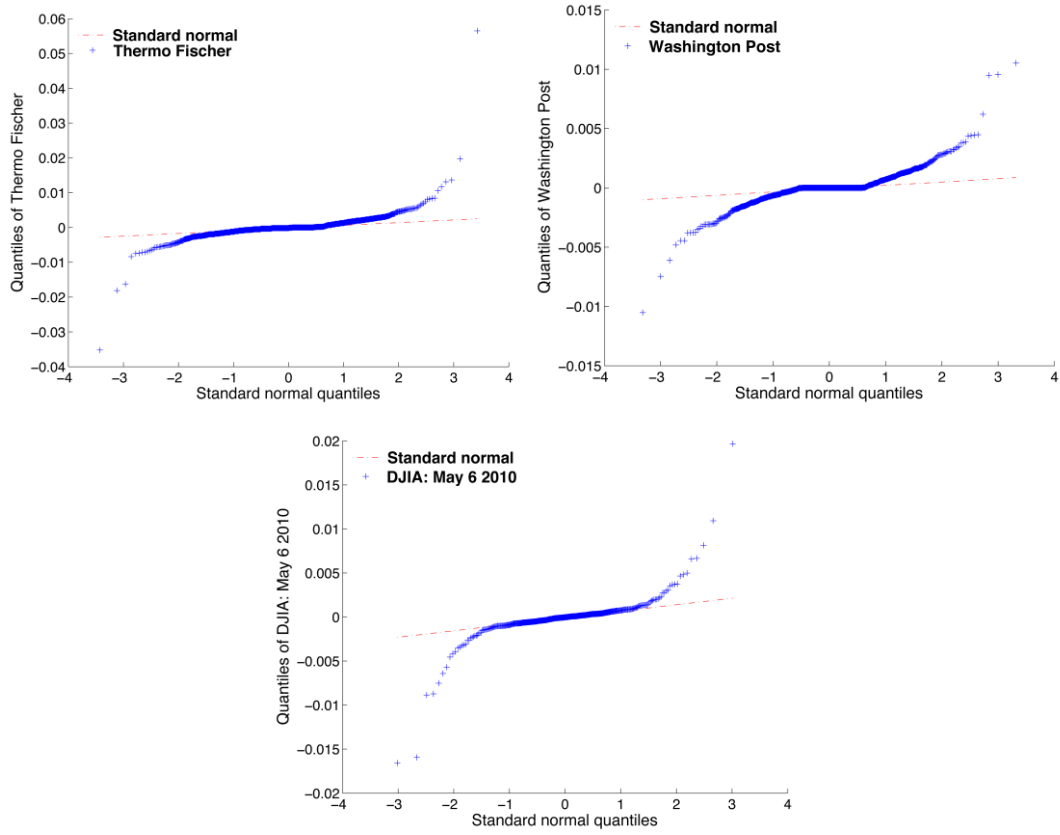 Standard normal
Thermo Fischer
Quantiles of Thermo Fischer
0.06
0.05
0.04
0.03
0.02
0.01
0
−0.01
−0.02
−0.03
−0.04
−4 −3 −2 −1 0 1 2 3 4
Standard normal quantiles
Standard normal
Washington Post
Quantiles of Washington Post
0.015
0.01
0.005
0
−0.005
−0.01
−0.015
−4 −3 −2 −1 0 1 2 3 4
Standard normal quantiles
Standard normal
DJIA: May 6 2010
Quantiles of DJIA: May 6 2010
0.02
0.015
0.01
0.005
0
−0.005
−0.01
−0.015
−0.02
−4 −3 −2 −1 0 1 2 3 4
Standard normal quantiles